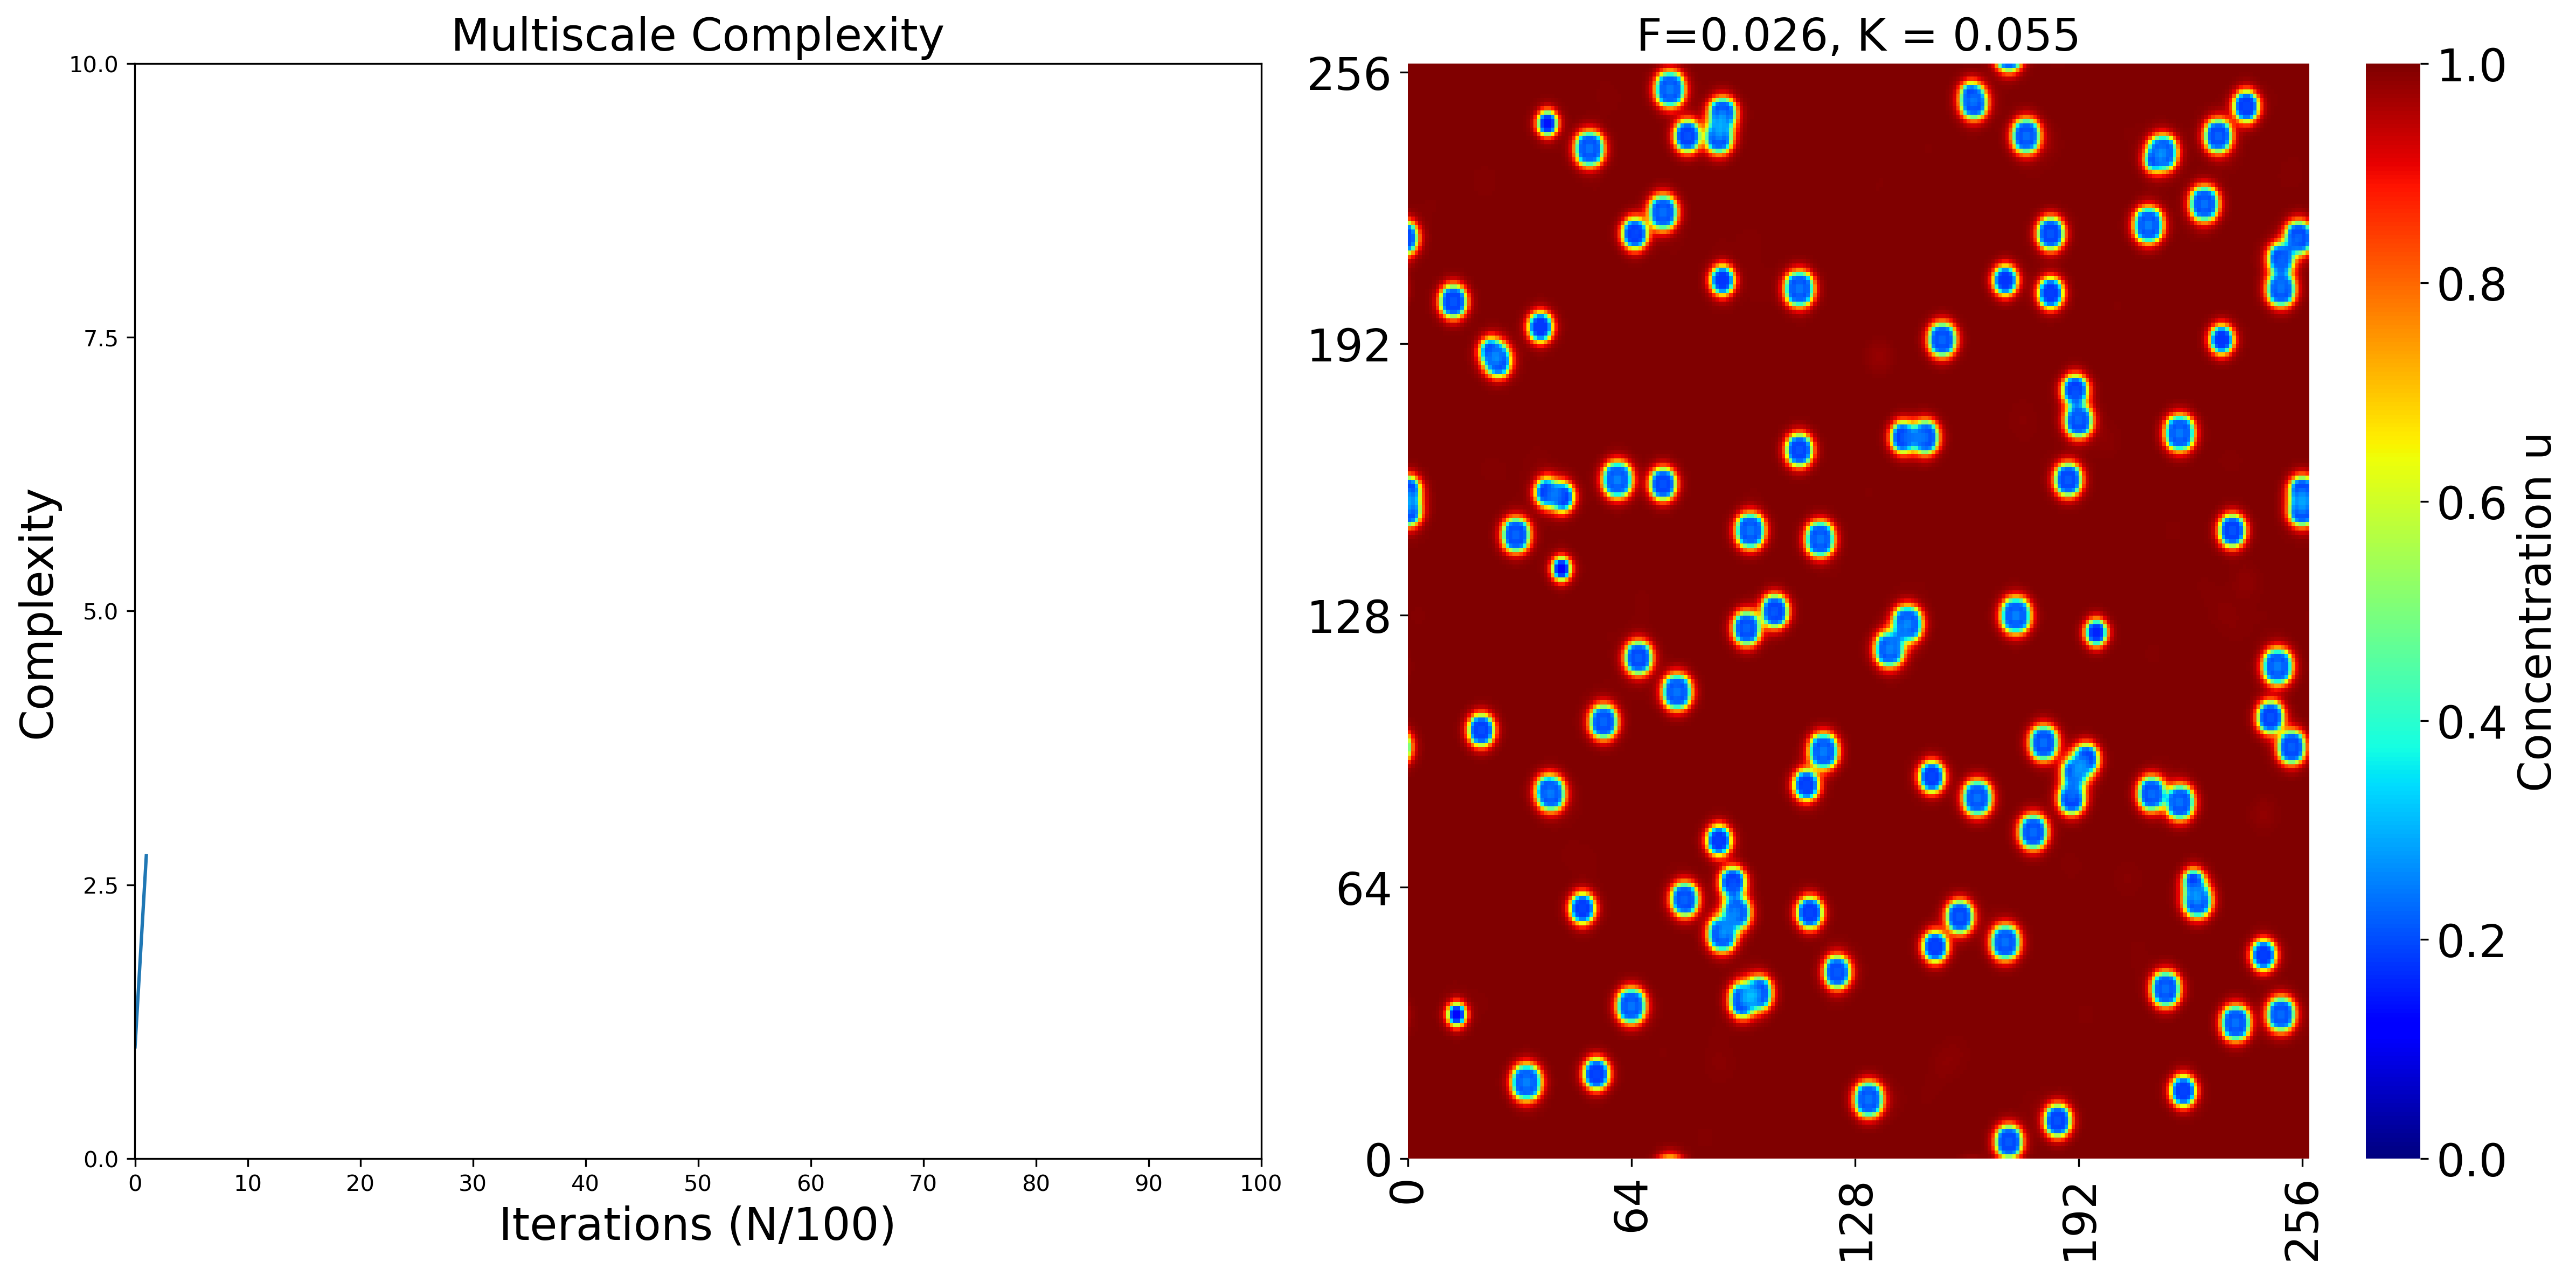 Multiscale Complexity
10.0
7.5
5.0
2.5
0.0
Complexity
0 10 20 30 40 50 60 70 80 90 100
Iterations (N/100)
F=0.026, K = 0.055
256
192
128
64
0
0 64 128 192 256
1.0
0.8
0.6
0.4
0.2
0.0
Concentration u